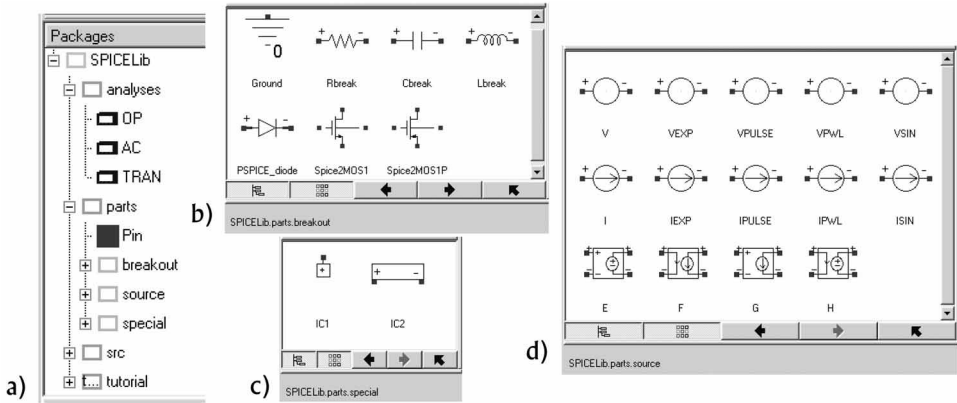 a)
Packages
SPICELib
analyses
OP
AC
TRAN
parts
Pin
breakout
source
special
src
t... tutorial
b)
0
Ground Rbreak Cbreak Lbreak
PSPICE_diode Spice2MOS1 Spice2MOS1P
SPICELib.parts.breakout
c)
IC1 IC2
SPICELib.parts.special
d)
V VEXP VPULSE VPWL VSIN
I IEXP IPULSE IPWL ISIN
E F G H
SPICELib.parts.source